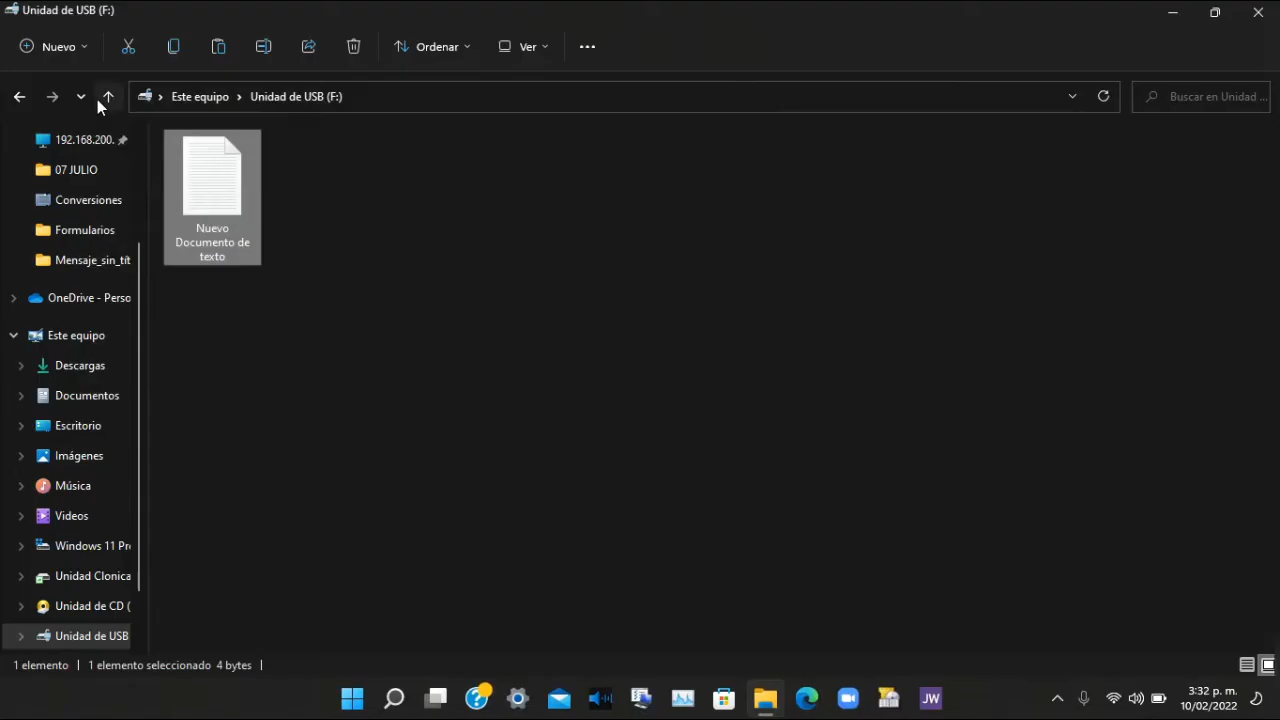 Unidad de USB (F:)
Nuevo
Ordenar
Ver
Este equipo > Unidad de USB (F:)
Buscar en Unidad ...
192.168.200.
07 JULIO
Conversiones
Formularios
Mensaje_sin_tít
OneDrive - Perso
Este equipo
Descargas
Documentos
Escritorio
Imágenes
Música
Videos
Windows 11 Pr
Unidad Clonica
Unidad de CD (
Unidad de USB
Nuevo
Documento de
texto
1 elemento
1 elemento seleccionado 4 bytes
JW
3:32 p. m.
10/02/2022